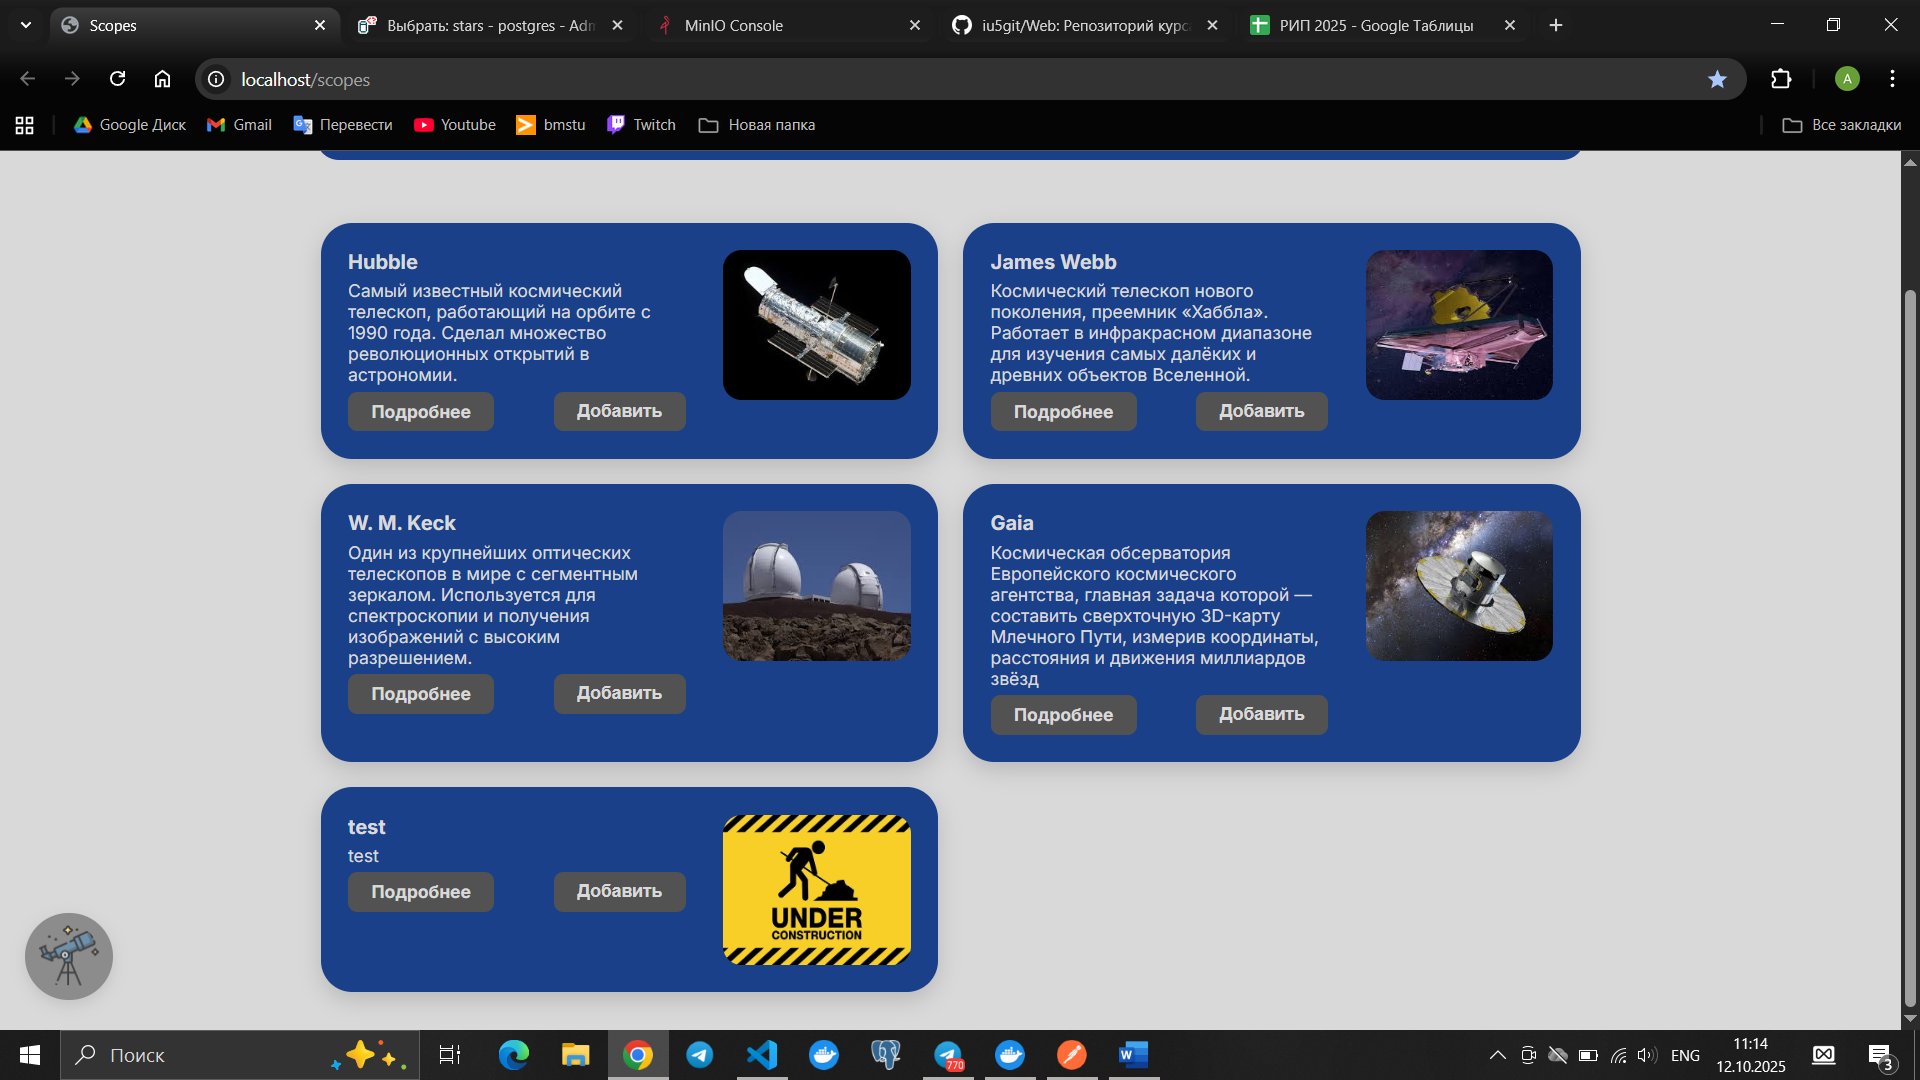 Scopes
Выбрать: stars - postgres - Adm
MinIO Console
iu5git/Web: Репозиторий курса
РИП 2025 - Google Таблицы
localhost/scopes
A
Google Диск
Gmail
Перевести
Youtube
bmstu
Twitch
Новая папка
Все закладки
Hubble
Самый известный космический
телескоп, работающий на орбите с
1990 года. Сделал множество
революционных открытий в
астрономии.
Подробнее
Добавить
James Webb
Космический телескоп нового
поколения, преемник «Хаббла».
Работает в инфракрасном диапазоне
для изучения самых далёких и
древних объектов Вселенной.
Подробнее
Добавить
W. M. Keck
Один из крупнейших оптических
телескопов в мире с сегментным
зеркалом. Используется для
спектроскопии и получения
изображений с высоким
разрешением.
Подробнее
Добавить
Gaia
Космическая обсерватория
Европейского космического
агентства, главная задача которой —
составить сверхточную 3D-карту
Млечного Пути, измерив координаты,
расстояния и движения миллиардов
звёзд
Подробнее
Добавить
test
test
Подробнее
Добавить
UNDER
CONSTRUCTION
Поиск
770
W
ENG
11:14
12.10.2025
3